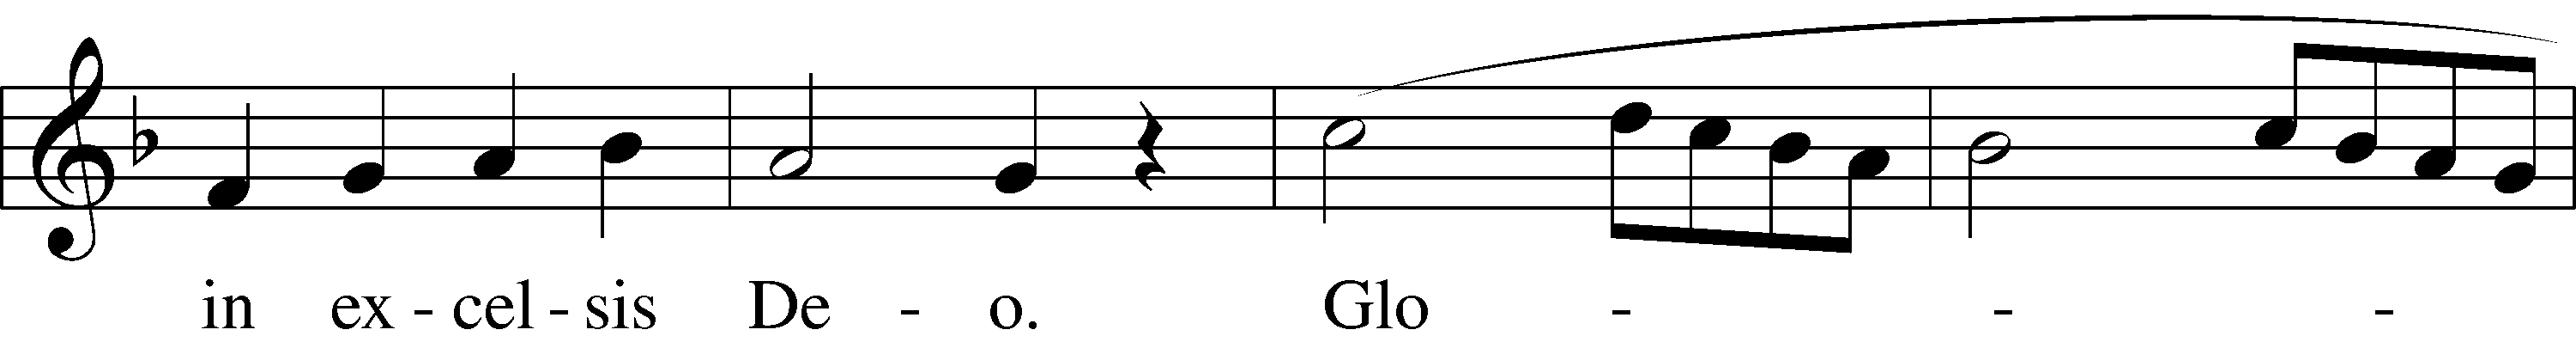 in ex - cel - sis De - o. Glo - - -